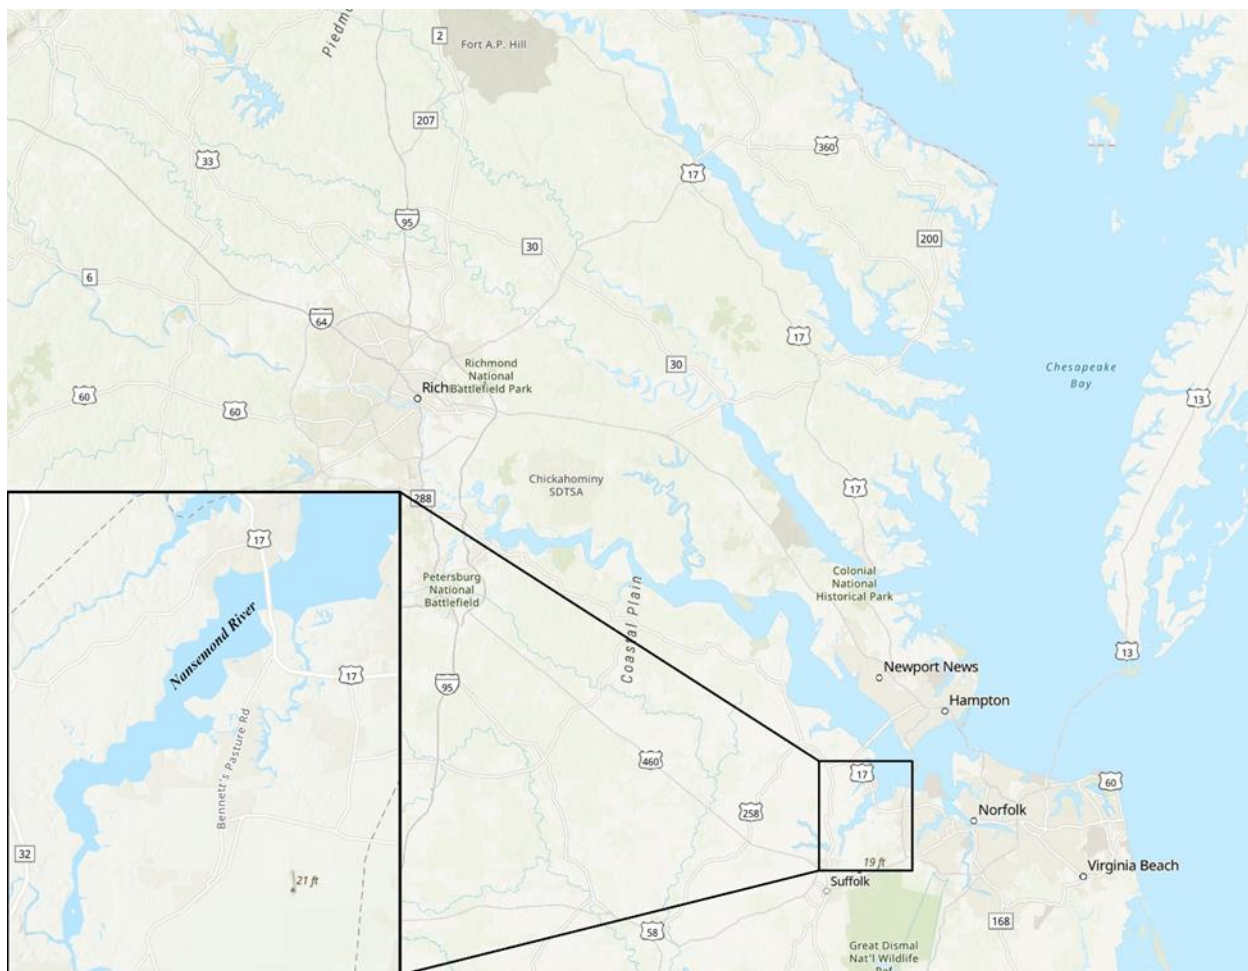 Piedm
2
Fort A.P. Hill
207
33
17
360
95
30
200
6
64
17
Richmond
National
Battlefield Park
30
Chesapeake
Bay
60
60
Rich
13
Chickahominy
SDTSA
17
288
17
Petersburg
National
Battlefield
Colonial
National
Historical Park
Coastal Plain
Nansemond River
13
17
Newport News
95
Hampton
Bennett's Pasture Rd
460
17
60
258
Norfolk
32
19 ft
Virginia Beach
21 ft
Suffolk
168
58
Great Dismal
Nat'l Wildlife
Ref